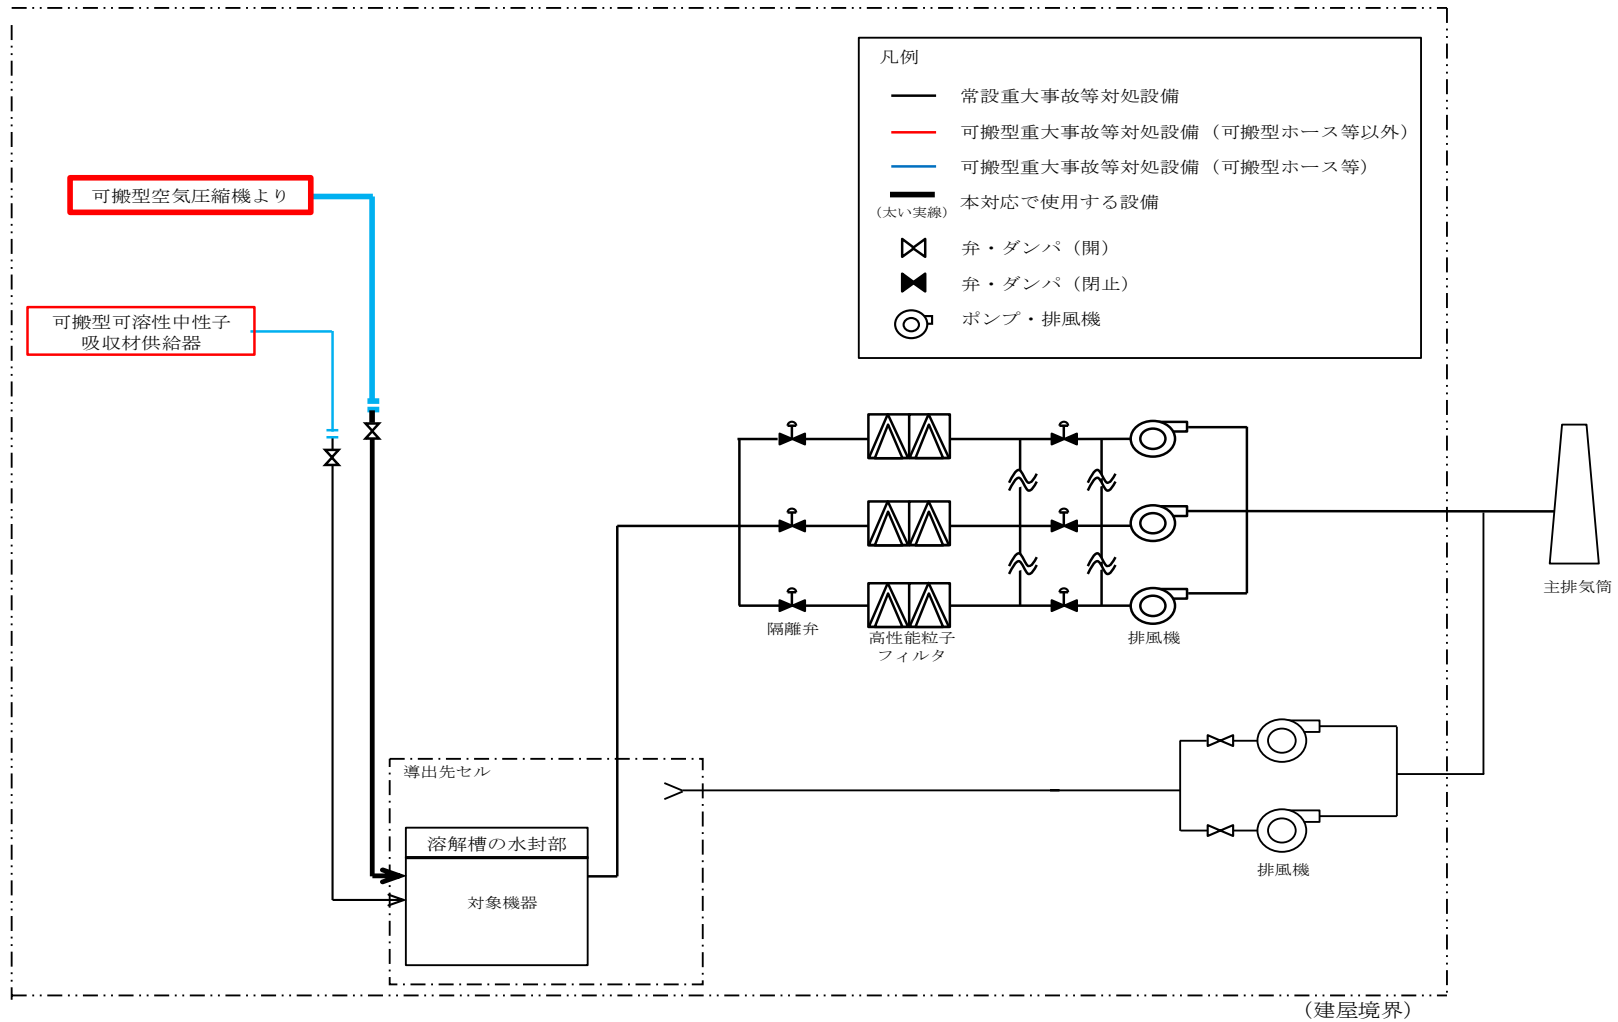 凡例
常設重大事故等対処設備
可搬型重大事故等対処設備（可搬型ホース等以外）
可搬型重大事故等対処設備（可搬型ホース等）
本対応で使用する設備
（太い実線）
弁・ダンパ（開）
弁・ダンパ（閉止）
ポンプ・排風機
可搬型空気圧縮機より
可搬型可溶性中性子
吸収材供給器
隔離弁
高性能粒子
フィルタ
排風機
主排気筒
導出先セル
溶解槽の水封部
対象機器
排風機
（建屋境界）